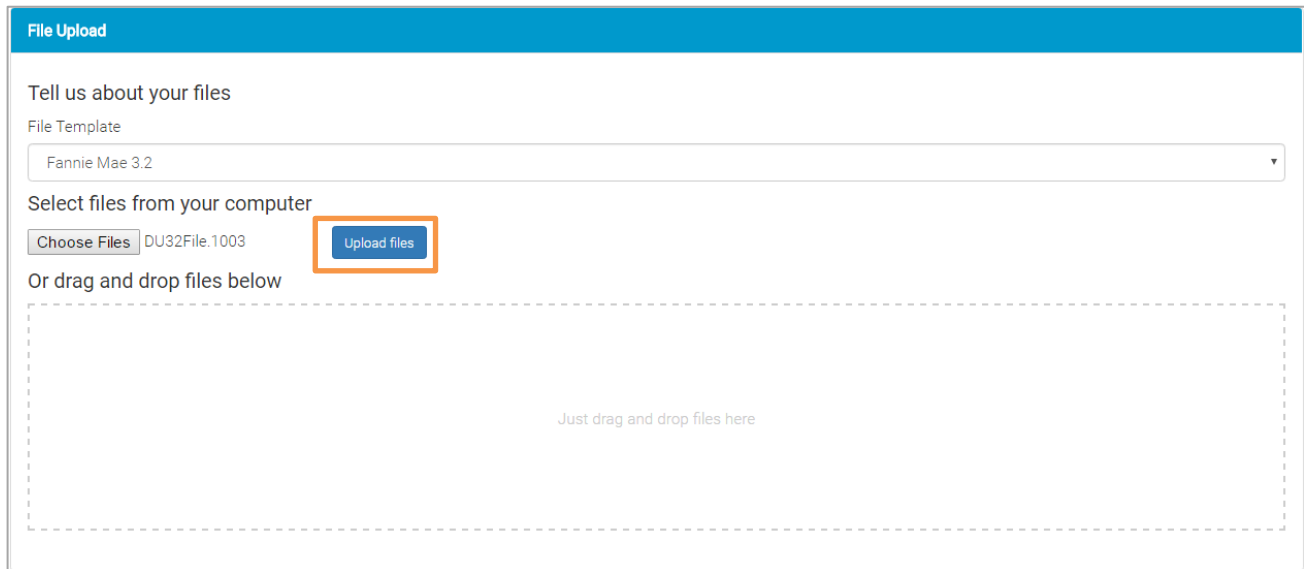 File Upload
Tell us about your files
File Template
Fannie Mae 3.2
Select files from your computer
Choose Files DU32File.1003 Upload files
Or drag and drop files below
Just drag and drop files here